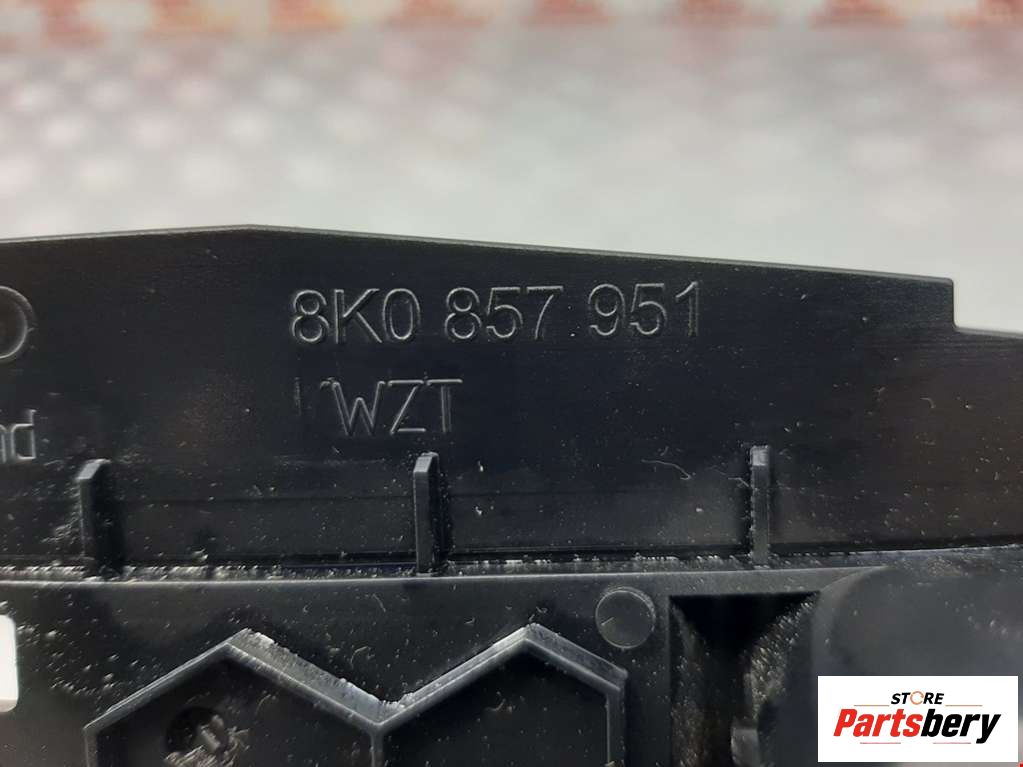 8K0 857 951
WZT
STORE
Partsbery